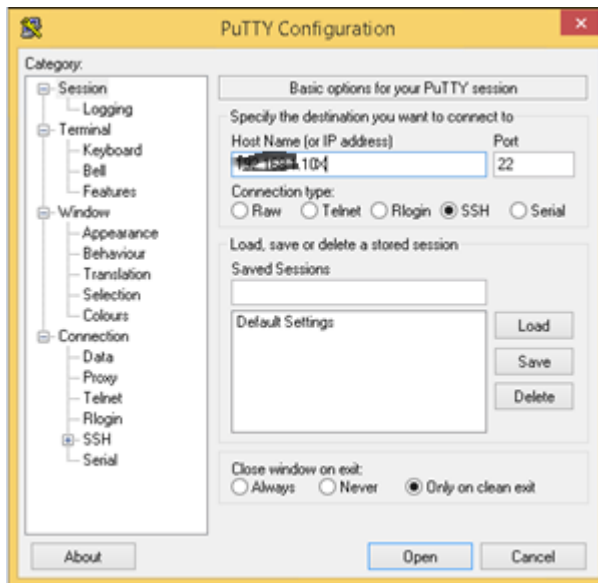 PuTTY Configuration
Category:
Session
Logging
Terminal
Keyboard
Bell
Features
Window
Appearance
Behaviour
Translation
Selection
Colours
Connection
Data
Proxy
Telnet
Rlogin
SSH
Serial
About
Basic options for your PuTTY session
Specify the destination you want to connect to
Host Name (or IP address) Port
22
Connection type:
Raw Telnet Rlogin SSH Serial
Load, save or delete a stored session
Saved Sessions
Default Settings
Load
Save
Delete
Close window on exit:
Always Never Only on clean exit
Open Cancel